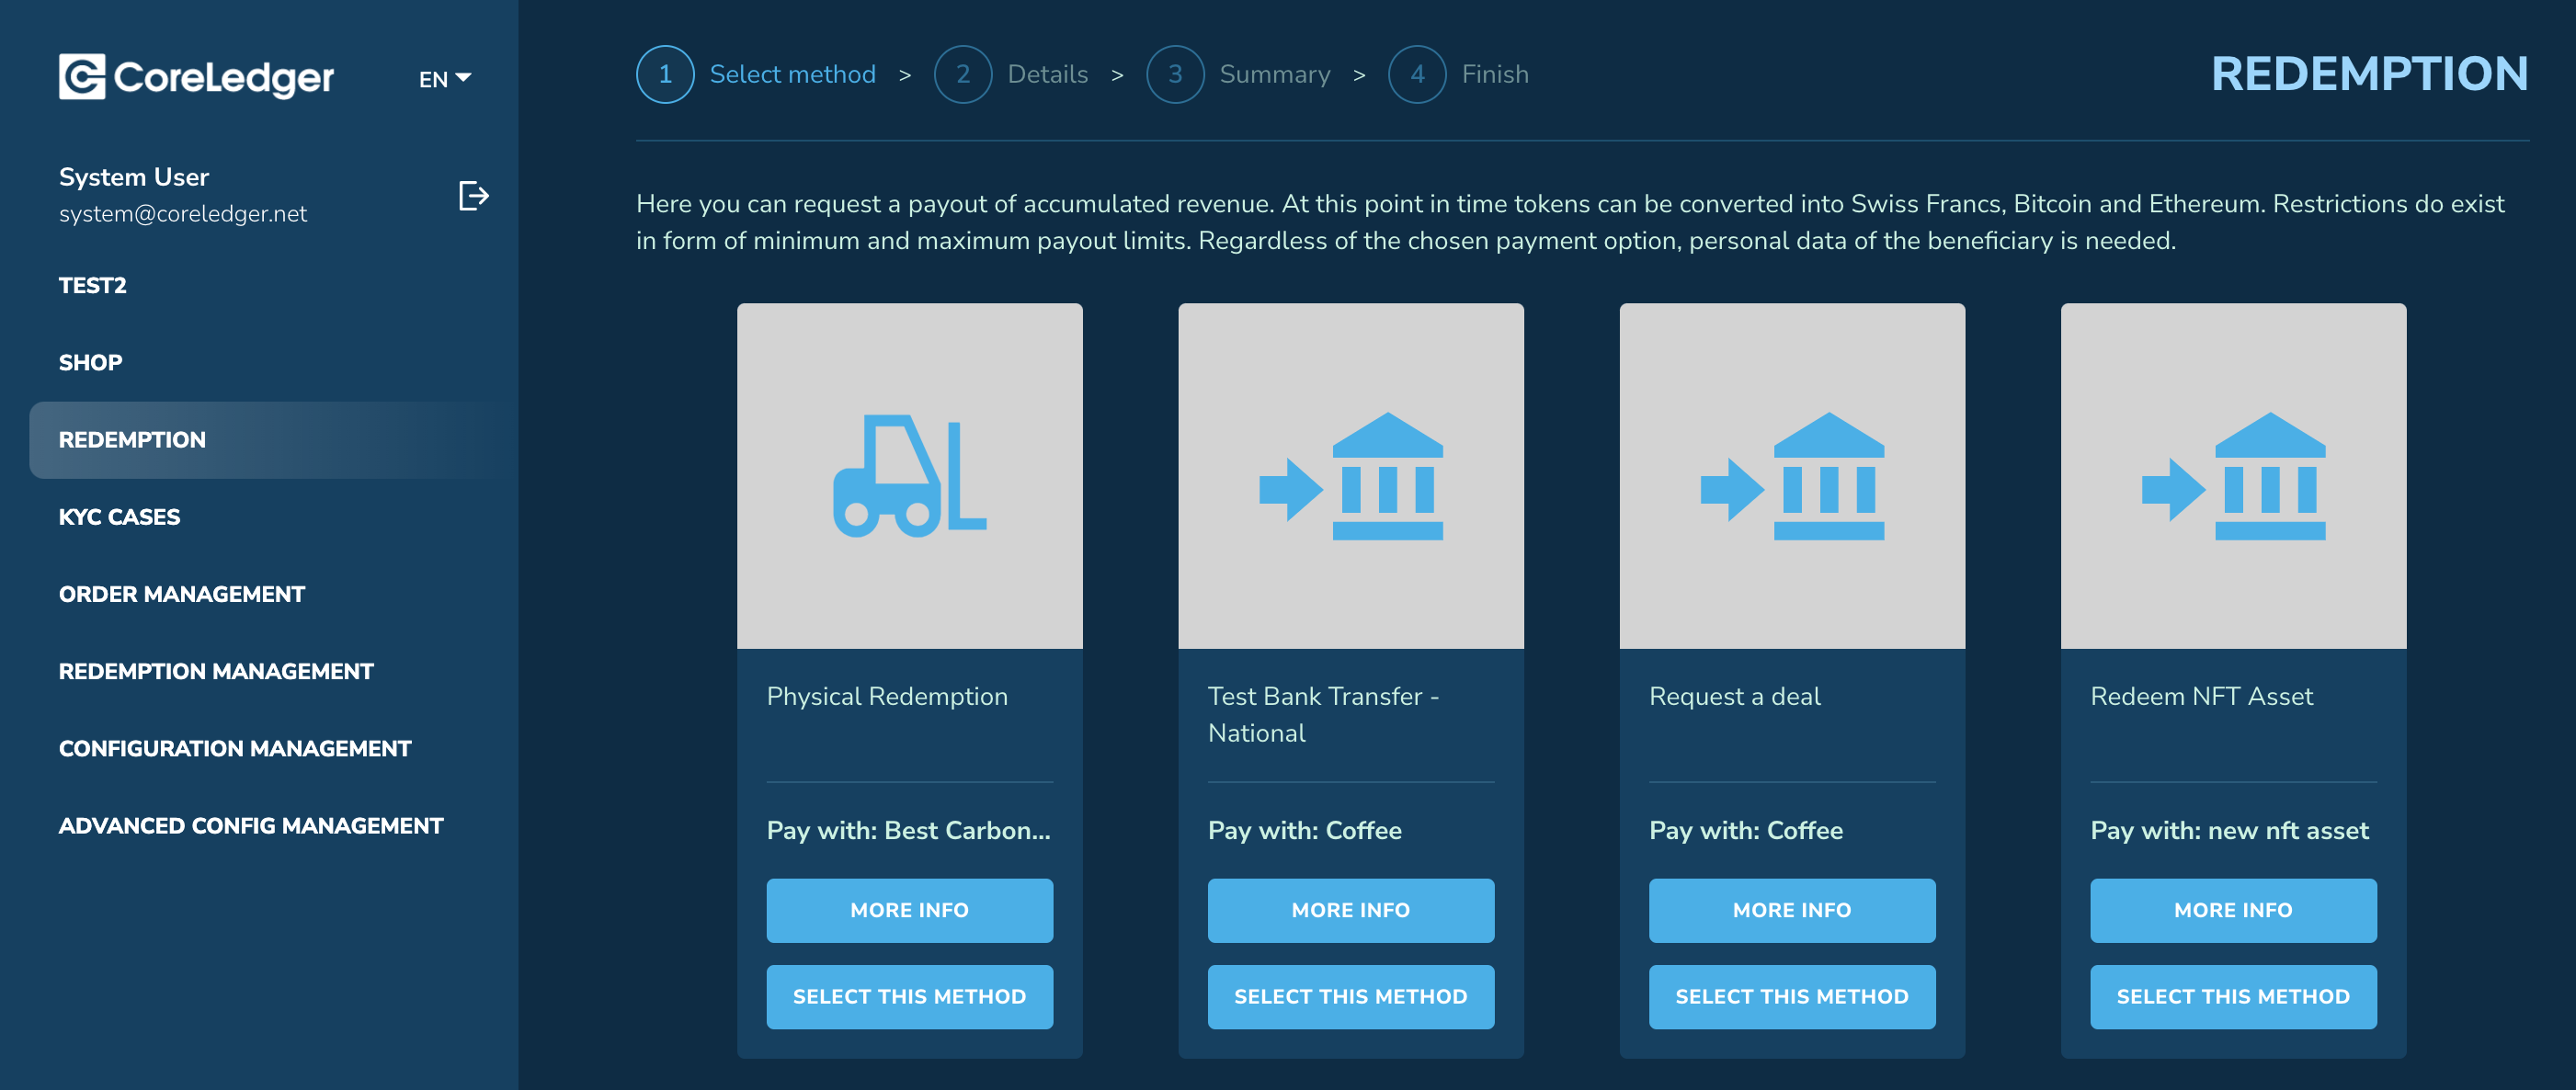 CoreLedger
EN
System User
system@coreledger.net
TEST2
SHOP
REDEMPTION
KYC CASES
ORDER MANAGEMENT
REDEMPTION MANAGEMENT
CONFIGURATION MANAGEMENT
ADVANCED CONFIG MANAGEMENT
1 Select method > 2 Details > 3 Summary > 4 Finish
REDEMPTION
Here you can request a payout of accumulated revenue. At this point in time tokens can be converted into Swiss Francs, Bitcoin and Ethereum. Restrictions do exist
in form of minimum and maximum payout limits. Regardless of the chosen payment option, personal data of the beneficiary is needed.
Physical Redemption
Pay with: Best Carbon...
MORE INFO
SELECT THIS METHOD
Test Bank Transfer -
National
Pay with: Coffee
MORE INFO
SELECT THIS METHOD
Request a deal
Pay with: Coffee
MORE INFO
SELECT THIS METHOD
Redeem NFT Asset
Pay with: new nft asset
MORE INFO
SELECT THIS METHOD